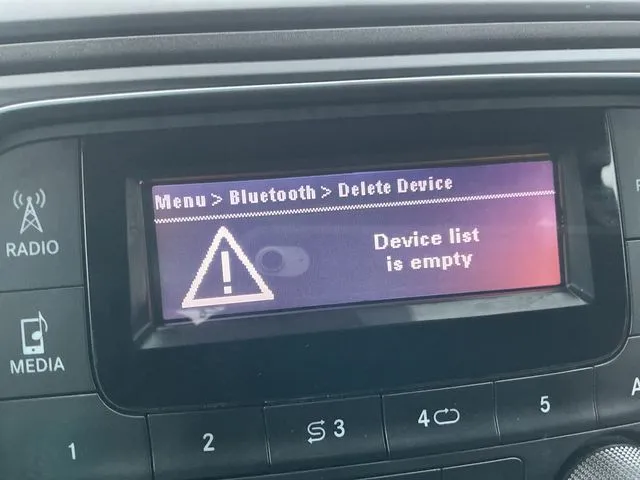 Menu > Bluetooth > Delete Device
Device list
is empty
RADIO
MEDIA
1
2
3
4
5
A